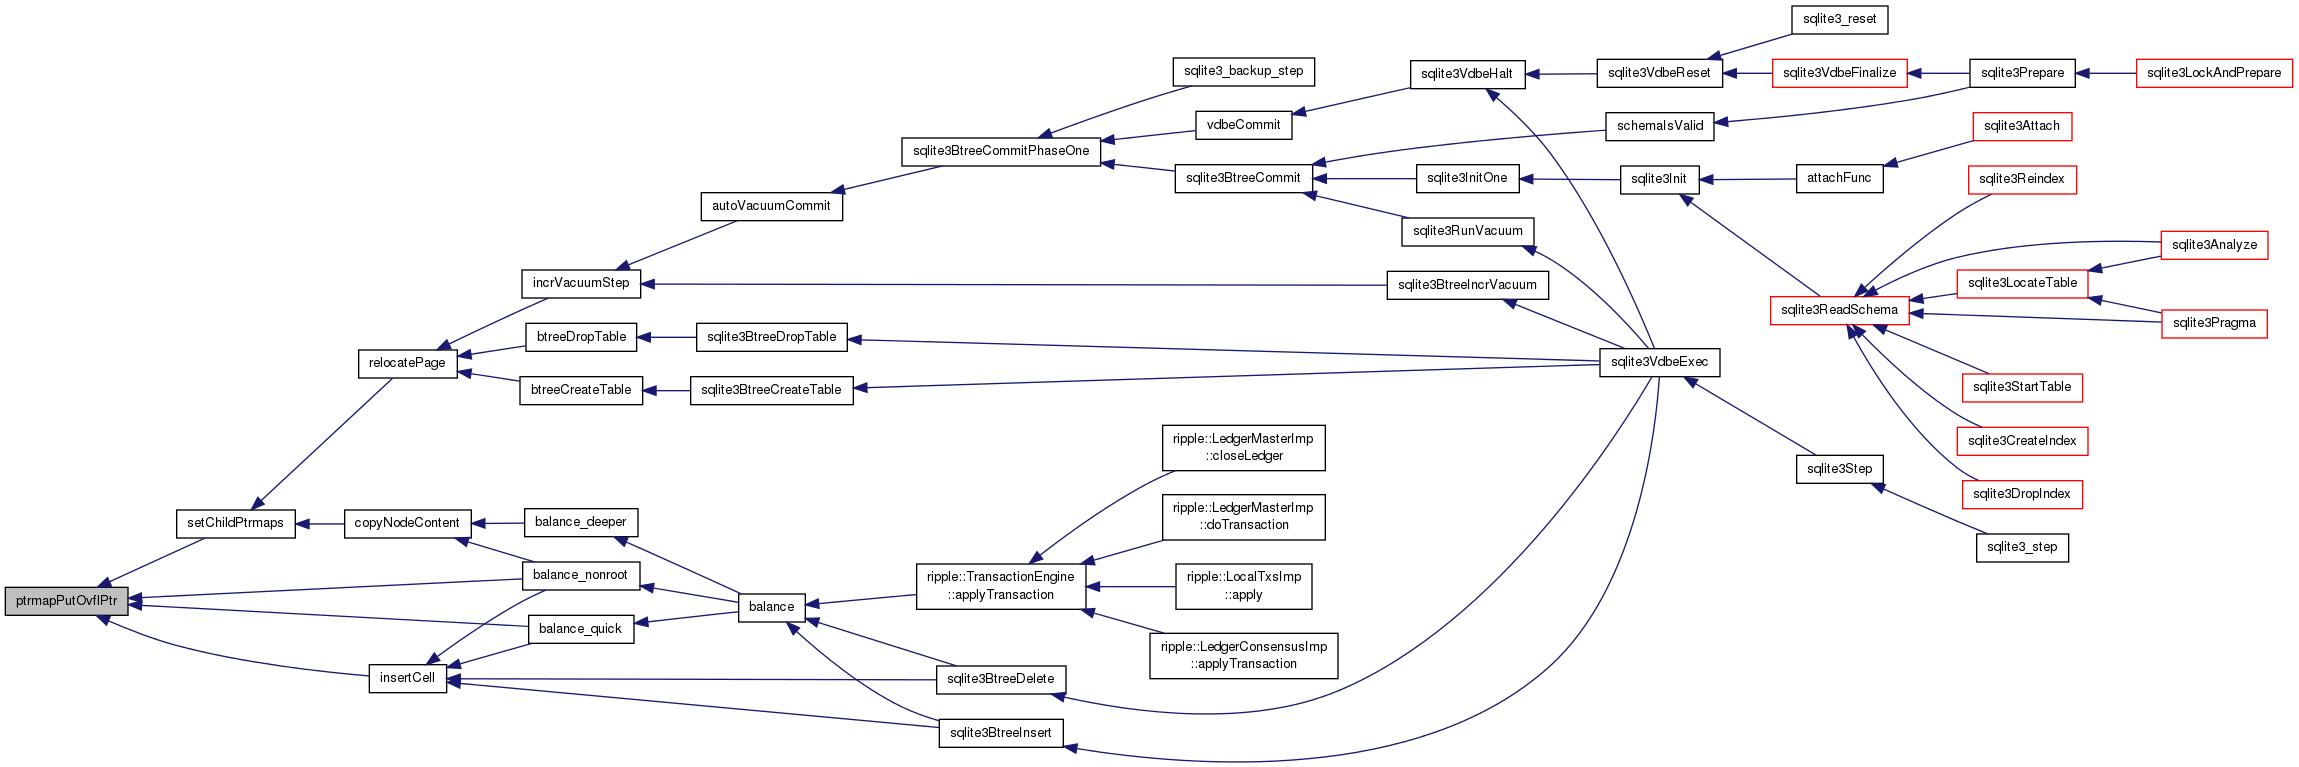 sqlite3_reset
sqlite3_backup_step
sqlite3VdbeHalt
sqlite3VdbeReset
sqlite3VdbeFinalize
sqlite3Prepare
sqlite3LockAndPrepare
vdbeCommit
schemaIsValid
sqlite3Attach
sqlite3BtreeCommitPhaseOne
sqlite3BtreeCommit
sqlite3InitOne
sqlite3Init
attachFunc
sqlite3Reindex
autoVacuumCommit
sqlite3RunVacuum
sqlite3Analyze
incrVacuumStep
sqlite3BtreeIncrVacuum
sqlite3LocateTable
sqlite3ReadSchema
sqlite3Pragma
btreeDropTable
sqlite3BtreeDropTable
relocatePage
sqlite3VdbeExec
btreeCreateTable
sqlite3BtreeCreateTable
sqlite3StartTable
ripple::LedgerMasterImp
::closeLedger
sqlite3CreateIndex
sqlite3Step
sqlite3DropIndex
ripple::LedgerMasterImp
::doTransaction
setChildPtrmaps
copyNodeContent
balance_deeper
sqlite3_step
balance_nonroot
ripple::TransactionEngine
::applyTransaction
ripple::LocalTxsImp
::apply
ptrmapPutOvflPtr
balance
balance_quick
ripple::LedgerConsensusImp
::applyTransaction
insertCell
sqlite3BtreeDelete
sqlite3BtreeInsert